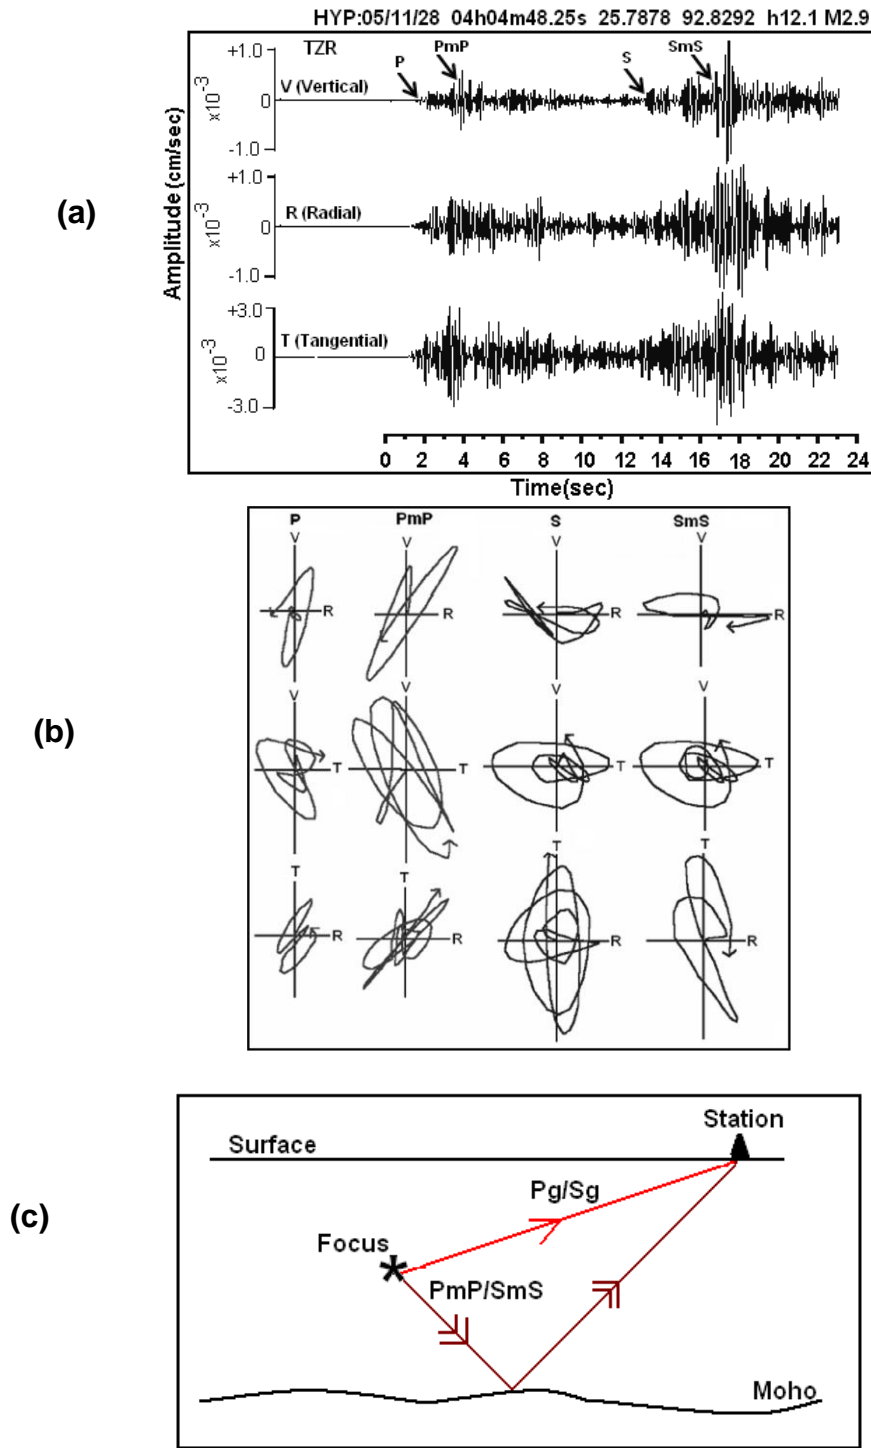 HYP:05/11/28 04h04m48.25s 25.7878 92.8292 h12.1 M2.9
(a)
Amplitude (cm/sec)
TZR
P
PmP
S
SmS
x10-3
+1.0
0
-1.0
V (Vertical)
x10-3
+1.0
0
-1.0
R (Radial)
x10-3
+3.0
0
-3.0
T (Tangential)
0 2 4 6 8 10 12 14 16 18 20 22 24
Time(sec)
(b)
P PmP S SmS
V V V V
R R R R
V V V V
T T T T
T T T T
R R R R
(c)
Station
Surface
Pg/Sg
Focus
PmP/SmS
Moho